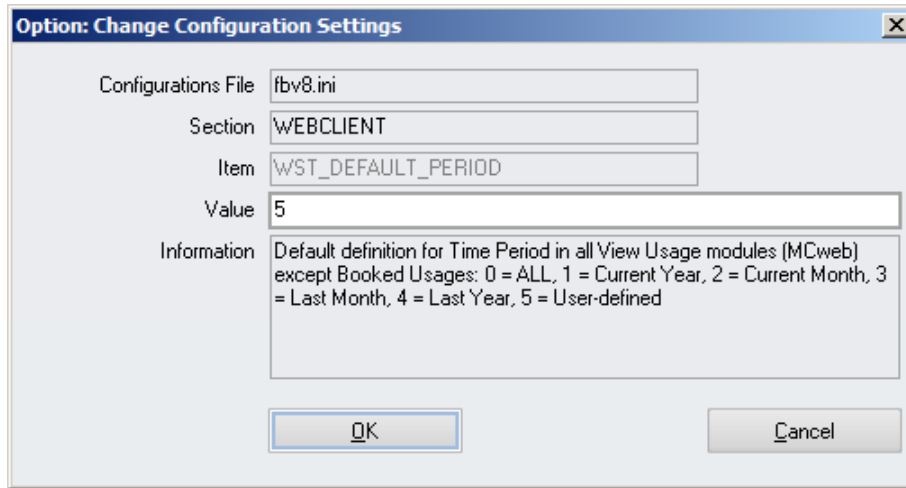 Option: Change Configuration Settings
Configurations File fbv8.ini
Section WEBCLIENT
Item WST_DEFAULT_PERIOD
Value 5
Information Default definition for Time Period in all View Usage modules (MCweb)
except Booked Usages: 0 = ALL, 1 = Current Year, 2 = Current Month, 3
= Last Month, 4 = Last Year, 5 = User-defined
OK Cancel